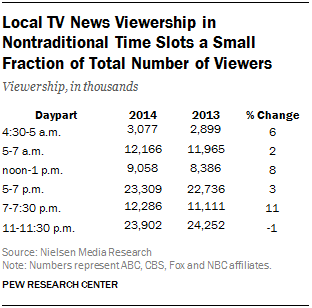 Local TV News Viewership in
Nontraditional Time Slots a Small
Fraction of Total Number of Viewers
Viewership, in thousands
Daypart 2014 2013 % Change
4:30-5 a.m. 3,077 2,899 6
5-7 a.m. 12,166 11,965 2
noon-1 p.m. 9,058 8,386 8
5-7 p.m. 23,309 22,736 3
7-7:30 p.m. 12,286 11,111 11
11-11:30 p.m. 23,902 24,252 -1
Source: Nielsen Media Research
Note: Numbers represent ABC, CBS, Fox and NBC affiliates.
PEW RESEARCH CENTER